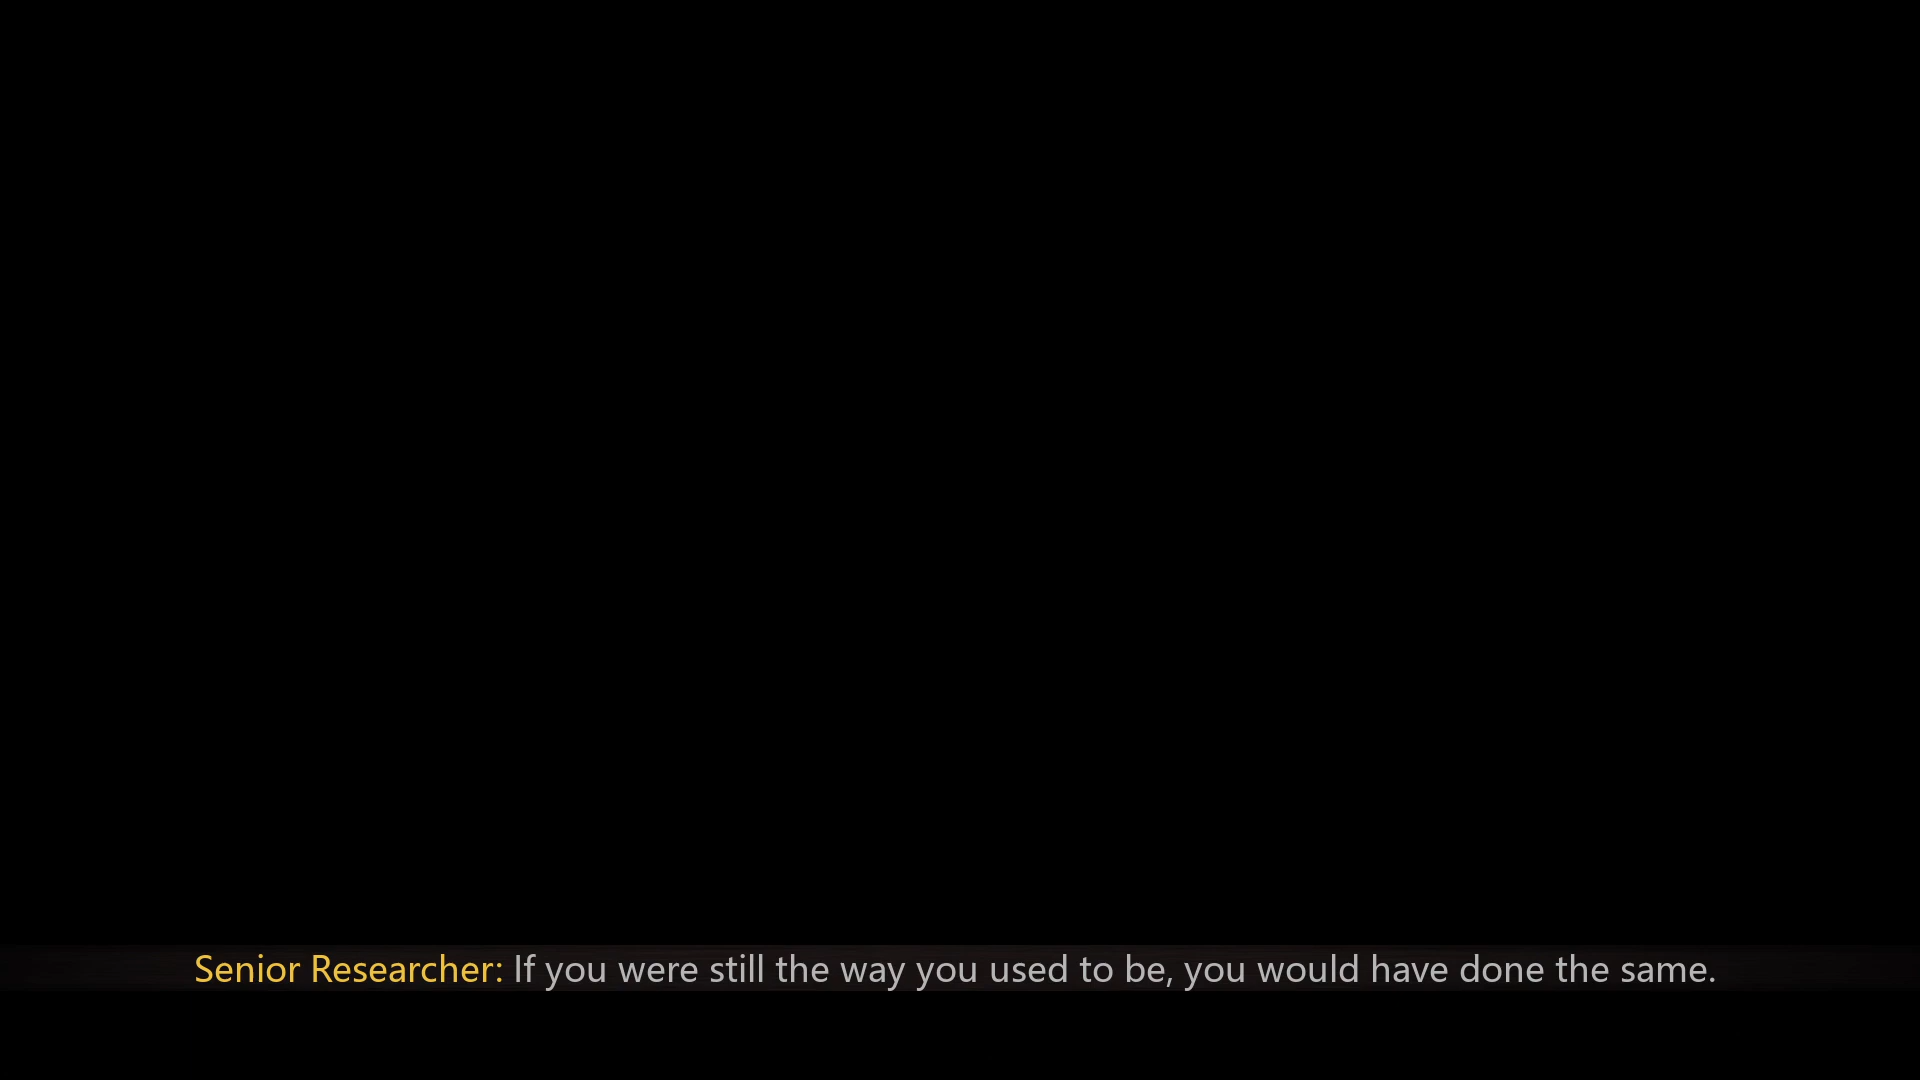 Senior Researcher: If you were still the way you used to be, you would have done the same.